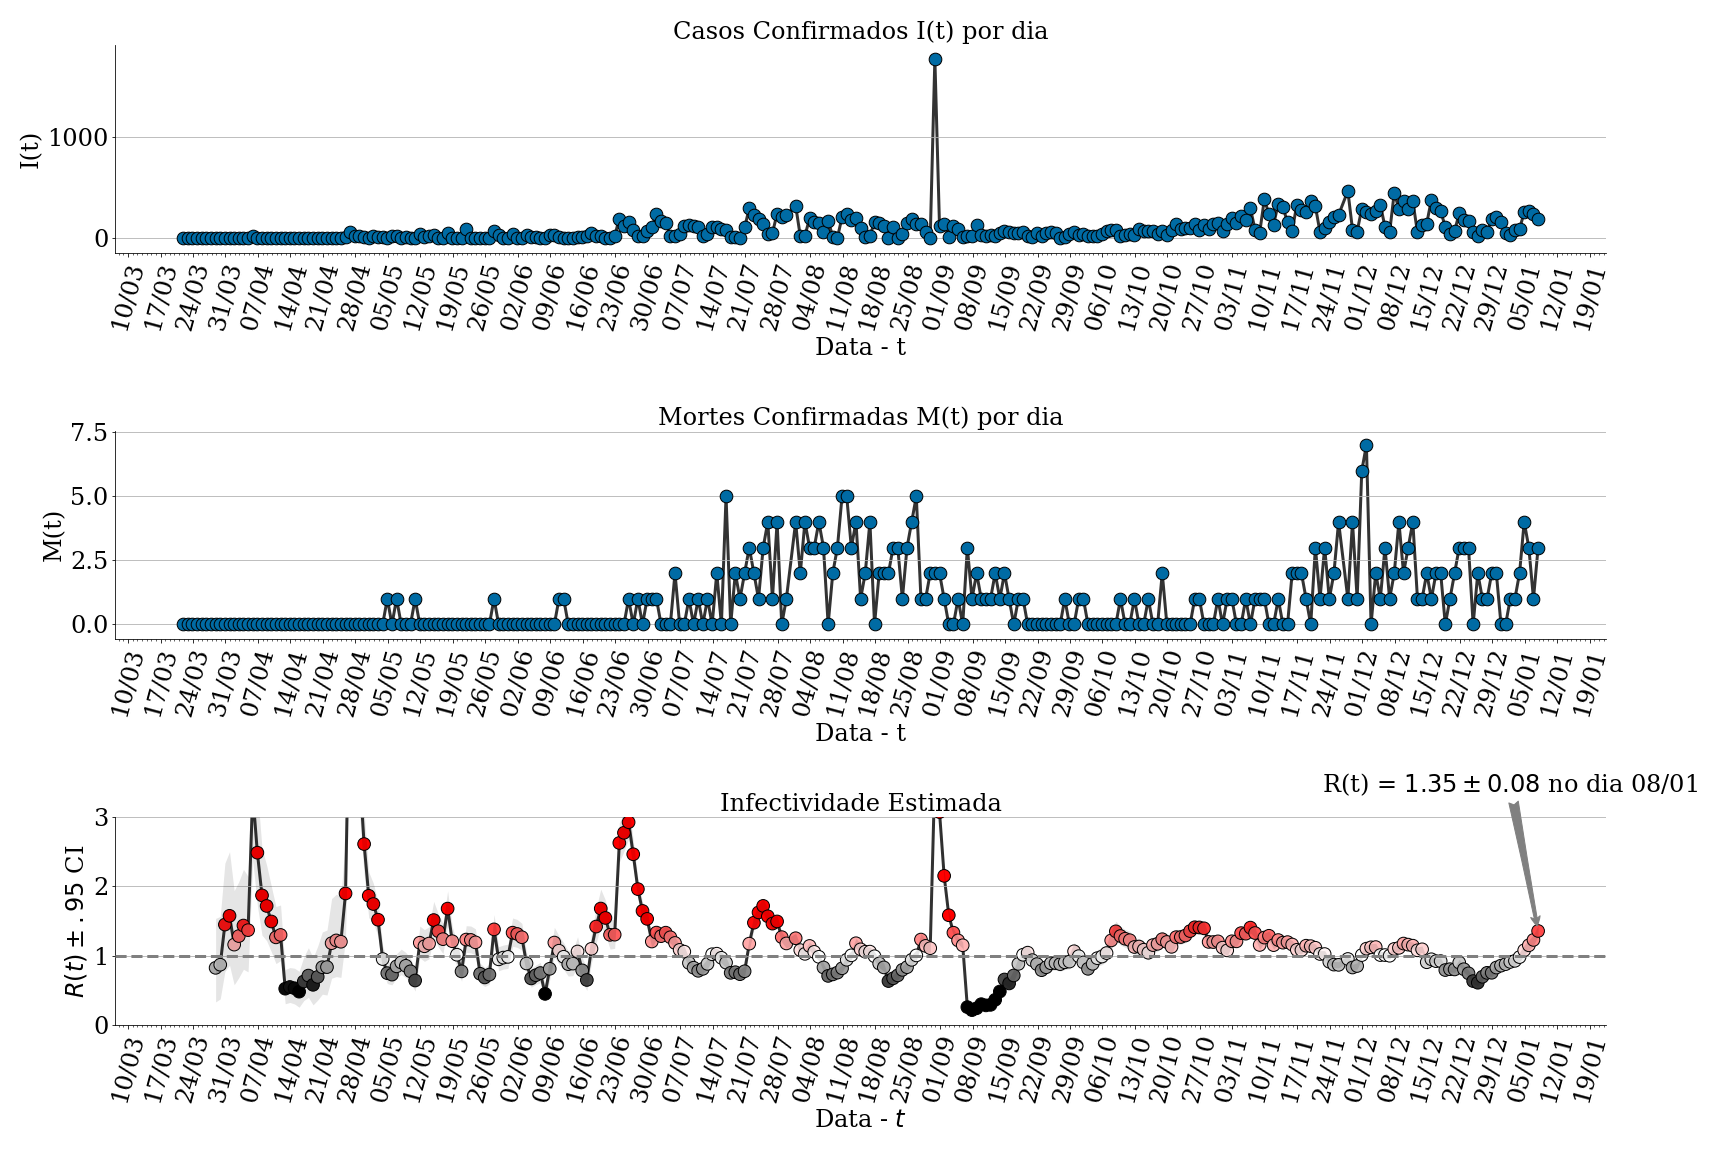 Casos Confirmados I(t) por dia
I(t)
1000
0
10/03 17/03 24/03 31/03 07/04 14/04 21/04 28/04 05/05 12/05 19/05 26/05 02/06 09/06 16/06 23/06 30/06 07/07 14/07 21/07 28/07 04/08 11/08 18/08 25/08 01/09 08/09 15/09 22/09 29/09 06/10 13/10 20/10 27/10 03/11 10/11 17/11 24/11 01/12 08/12 15/12 22/12 29/12 05/01 12/01 19/01
Data - t
Mortes Confirmadas M(t) por dia
M(t)
7.5
5.0
2.5
0.0
10/03 17/03 24/03 31/03 07/04 14/04 21/04 28/04 05/05 12/05 19/05 26/05 02/06 09/06 16/06 23/06 30/06 07/07 14/07 21/07 28/07 04/08 11/08 18/08 25/08 01/09 08/09 15/09 22/09 29/09 06/10 13/10 20/10 27/10 03/11 10/11 17/11 24/11 01/12 08/12 15/12 22/12 29/12 05/01 12/01 19/01
Data - t
R(t) = 1.35 ± 0.08 no dia 08/01
Infectividade Estimada
R(t) ± .95 CI
3
2
1
0
10/03 17/03 24/03 31/03 07/04 14/04 21/04 28/04 05/05 12/05 19/05 26/05 02/06 09/06 16/06 23/06 30/06 07/07 14/07 21/07 28/07 04/08 11/08 18/08 25/08 01/09 08/09 15/09 22/09 29/09 06/10 13/10 20/10 27/10 03/11 10/11 17/11 24/11 01/12 08/12 15/12 22/12 29/12 05/01 12/01 19/01
Data - t